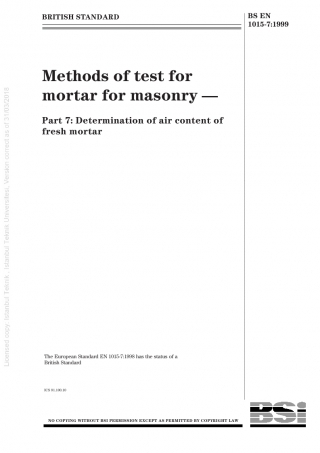 BRITISH STANDARD
BS EN
1015-7:1999
Methods of test for
mortar for masonry —
Part 7: Determination of air content of
fresh mortar
The European Standard EN 1015-7:1998 has the status of a
British Standard
NO COPYING WITHOUT BSI PERMISSION EXCEPT AS PERMITTED BY COPYRIGHT LAW
BSi